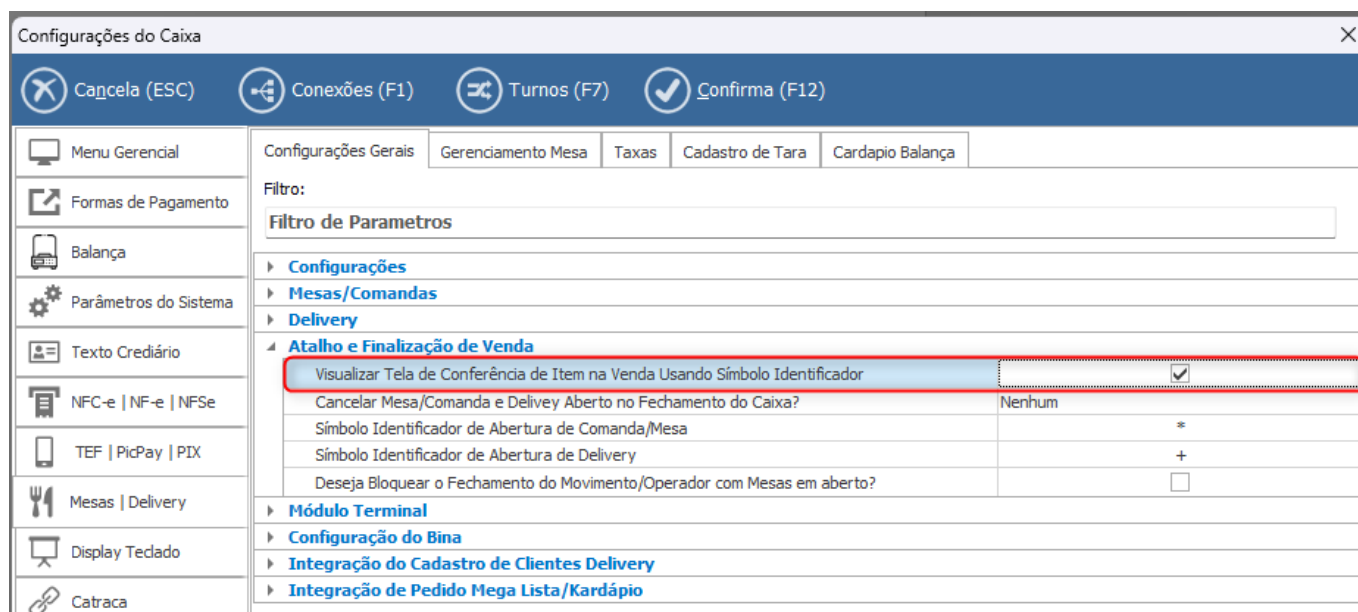 Configurações do Caixa
Cancela (ESC) Conexões (F1) Turnos (F7) Confirma (F12)
Menu Gerencial
Formas de Pagamento
Balança
Parâmetros do Sistema
Texto Crediário
NFC-e | NF-e | NFSe
TEF | PicPay | PIX
Mesas | Delivery
Display Teclado
Catraca
Configurações Gerais Gerenciamento Mesa Taxas Cadastro de Tara Cardapio Balança
Filtro:
Filtro de Parametros
Configurações
Mesas/Comandas
Delivery
Atalho e Finalização de Venda
Visualizar Tela de Conferência de Item na Venda Usando Símbolo Identificador
Cancelar Mesa/Comanda e Delivey Aberto no Fechamento do Caixa? Nenhum
Símbolo Identificador de Abertura de Comanda/Mesa *
Símbolo Identificador de Abertura de Delivery +
Deseja Bloquear o Fechamento do Movimento/Operador com Mesas em aberto?
Módulo Terminal
Configuração do Bina
Integração do Cadastro de Clientes Delivery
Integração de Pedido Mega Lista/Kardápio